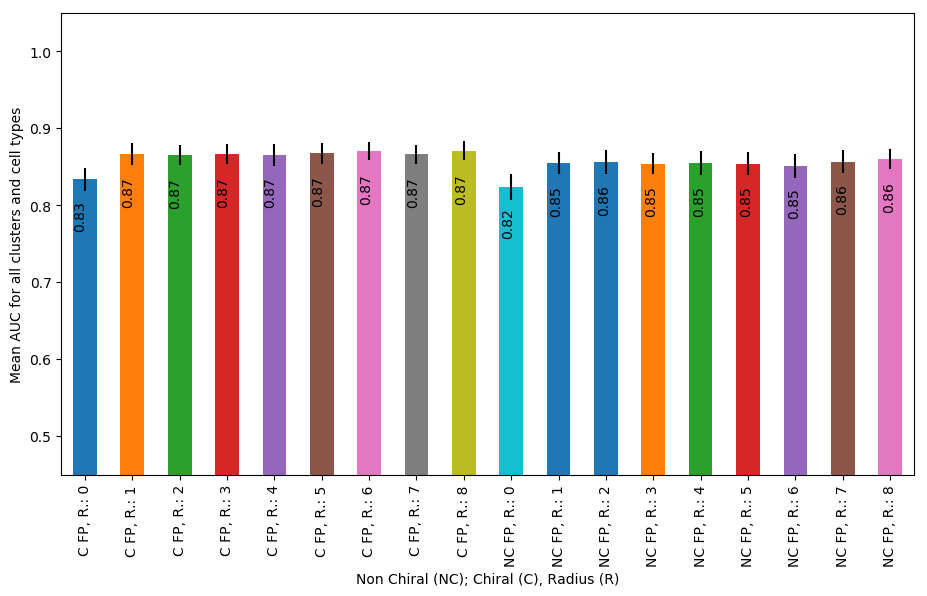 Mean AUC for all clusters and cell types
1.0
0.9
0.8
0.7
0.6
0.5
0.83
0.87
0.87
0.87
0.87
0.87
0.87
0.87
0.87
0.82
0.85
0.86
0.85
0.85
0.85
0.85
0.86
0.86
C FP, R.: 0
C FP, R.: 1
C FP, R.: 2
C FP, R.: 3
C FP, R.: 4
C FP, R.: 5
C FP, R.: 6
C FP, R.: 7
C FP, R.: 8
NC FP, R.: 0
NC FP, R.: 1
NC FP, R.: 2
NC FP, R.: 3
NC FP, R.: 4
NC FP, R.: 5
NC FP, R.: 6
NC FP, R.: 7
NC FP, R.: 8
Non Chiral (NC); Chiral (C), Radius (R)